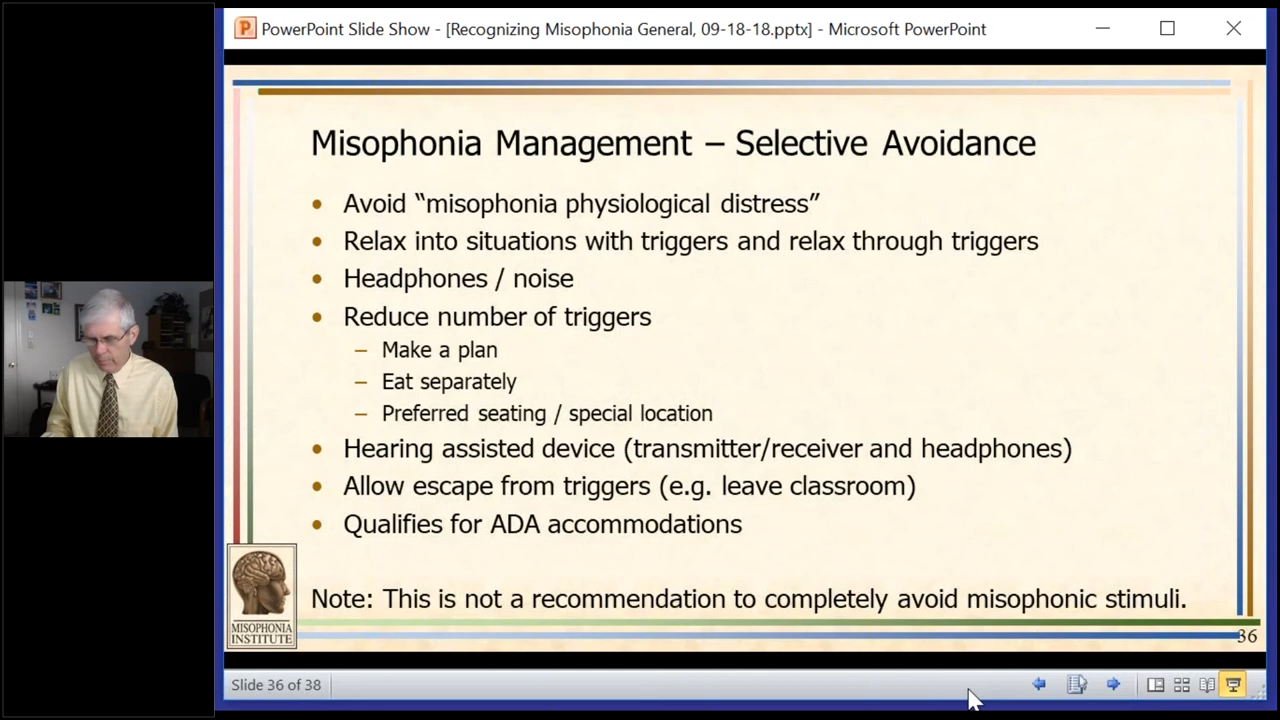 PowerPoint Slide Show - [Recognizing Misophonia General, 09-18-18.pptx] - Microsoft PowerPoint
Misophonia Management – Selective Avoidance
• Avoid “misophonia physiological distress”
• Relax into situations with triggers and relax through triggers
• Headphones / noise
• Reduce number of triggers
– Make a plan
– Eat separately
– Preferred seating / special location
• Hearing assisted device (transmitter/receiver and headphones)
• Allow escape from triggers (e.g. leave classroom)
• Qualifies for ADA accommodations
Note: This is not a recommendation to completely avoid misophonic stimuli.
MISOPHONIA
INSTITUTE
36
Slide 36 of 38